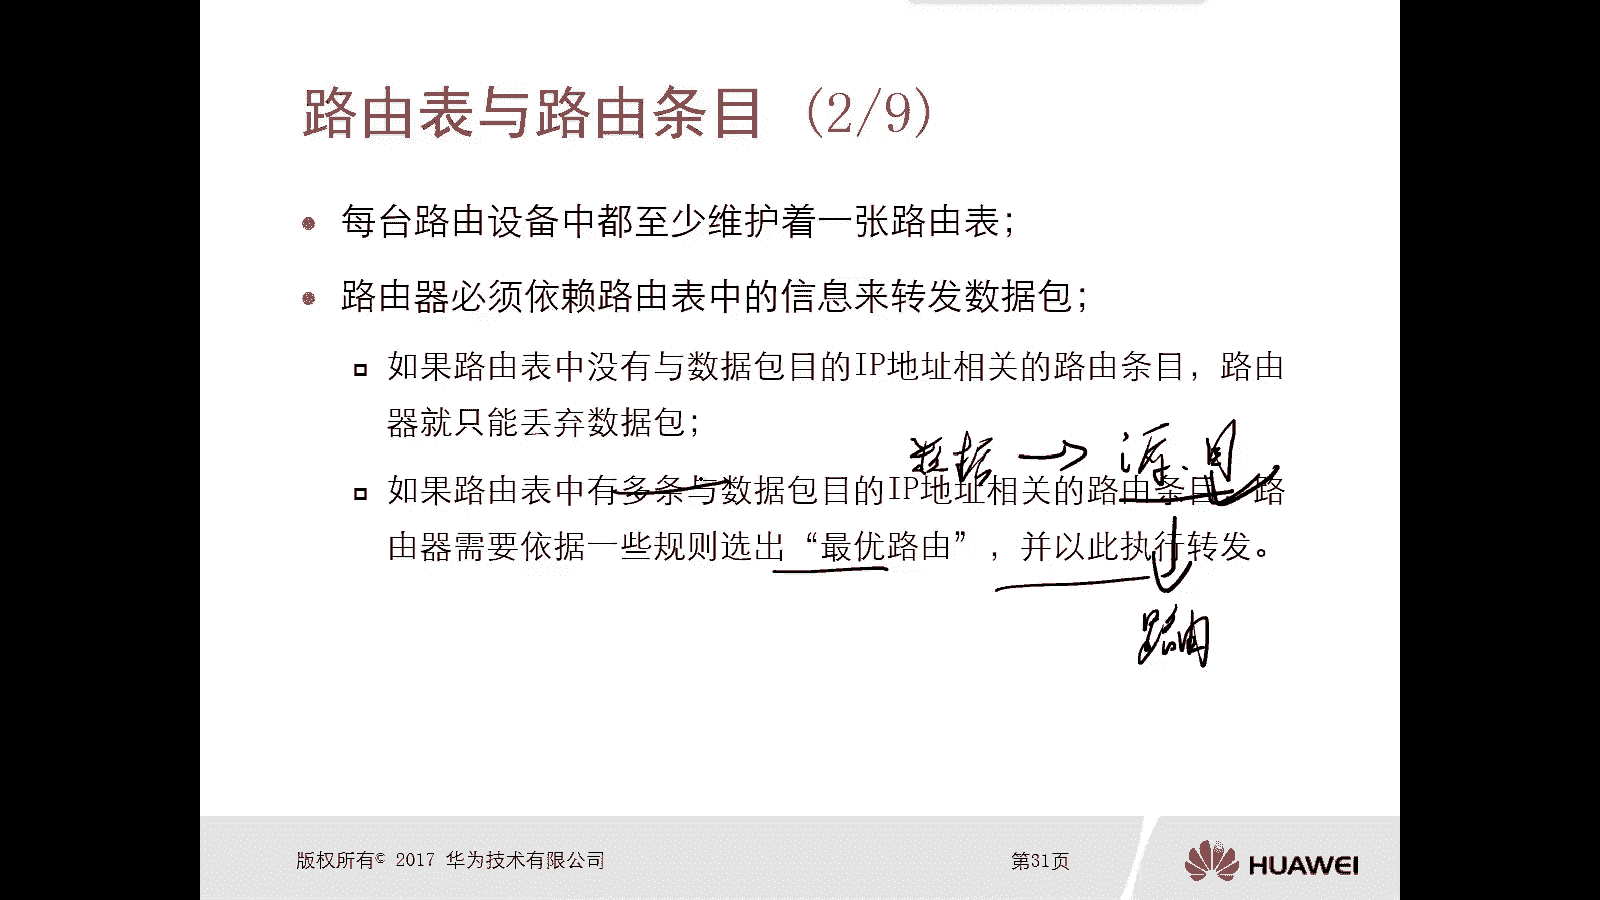 路由表与路由条目 (2/9)
每台路由设备中都至少维护着一张路由表；
路由器必须依赖路由表中的信息来转发数据包；
如果路由表中没有与数据包目的IP地址相关的路由条目，路由
器就只能丢弃数据包；
数据 → 源.目
如果路由表中有多条与数据包目的IP地址相关的路由条目，路
由器需要依据一些规则选出“最优路由”，并以此执行转发。
路由
版权所有© 2017 华为技术有限公司
第31页
HUAWEI